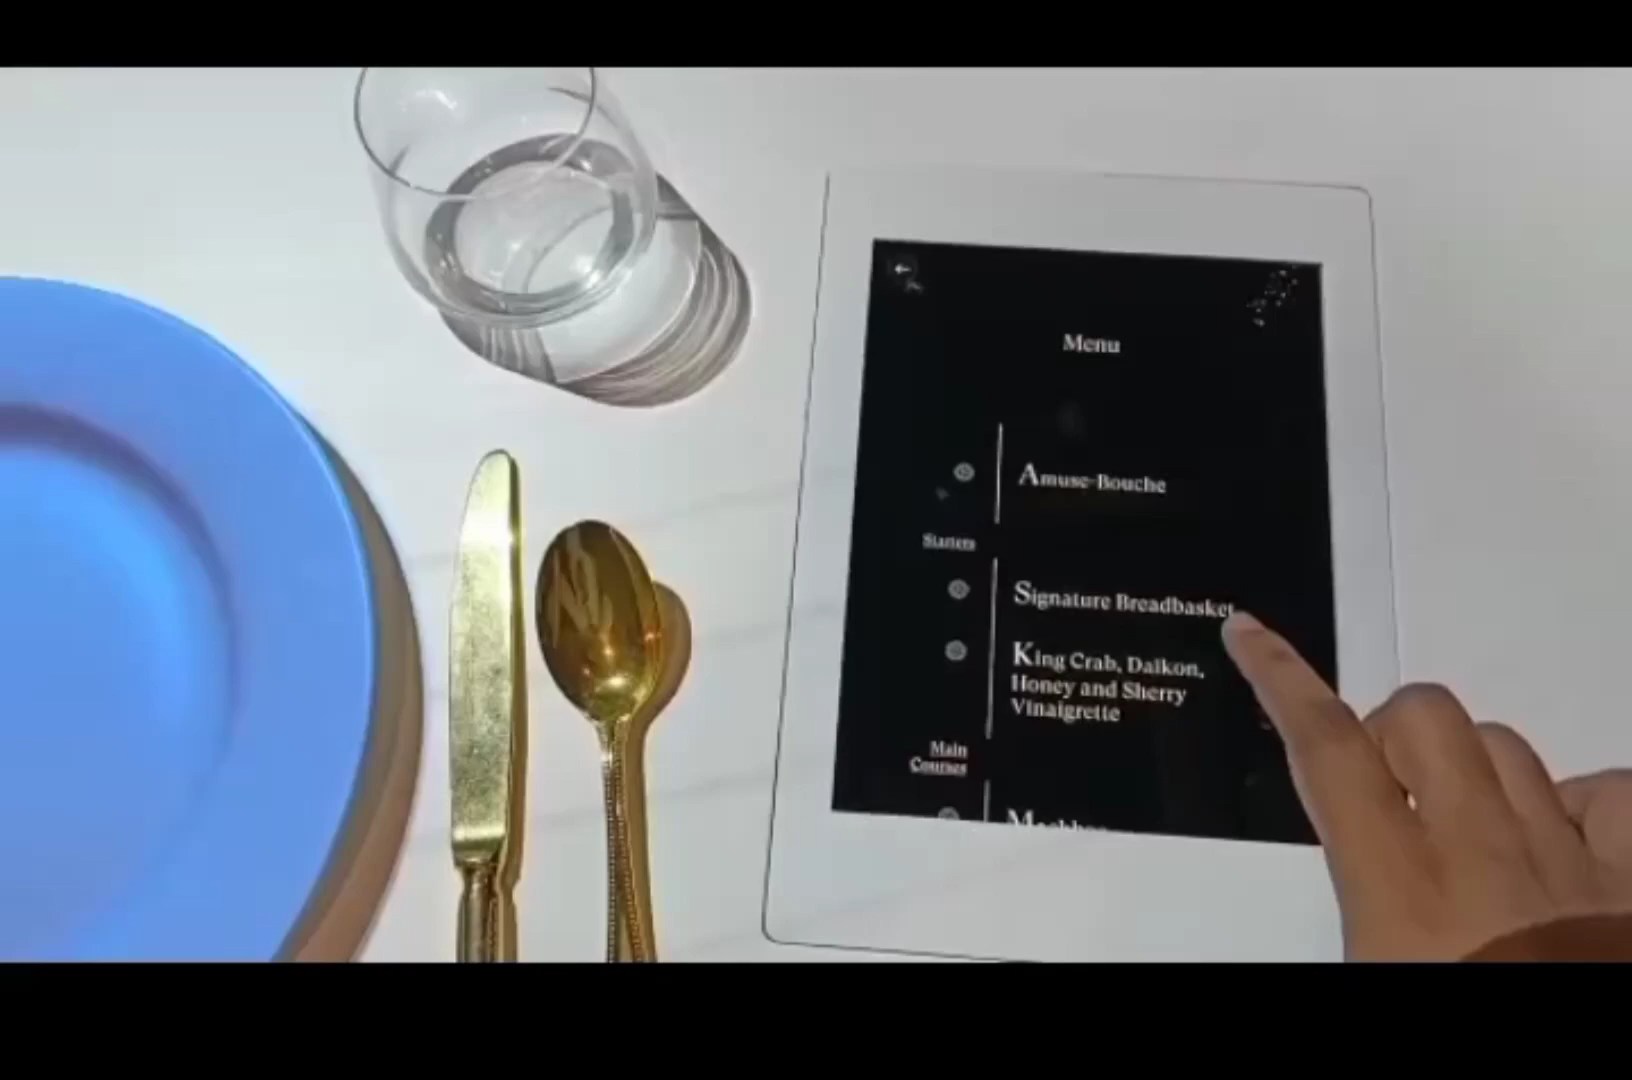 Menu
Amuse-Bouche
Starters
Signature Breadbasket
King Crab, Daikon,
Honey and Sherry
Vinaigrette
Main
Courses